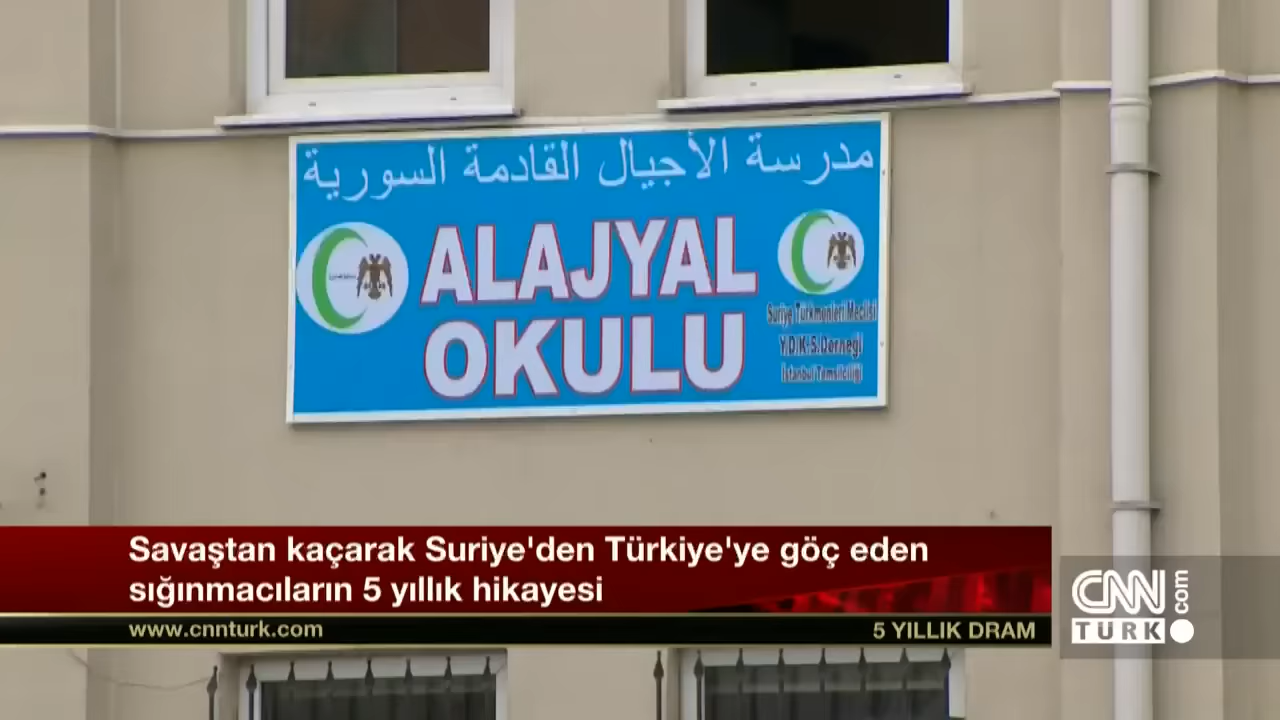 مدرسة الأجيال القادمة السورية
ALAJYAL
OKULU
Suriye Türkmenleri Meclisi
Y.D.K-S.Derneği
İstanbul Temsilciliği
Savaştan kaçarak Suriye'den Türkiye'ye göç eden
sığınmacıların 5 yıllık hikayesi
www.cnnturk.com
5 YILLIK DRAM
CNN
TURK
.com